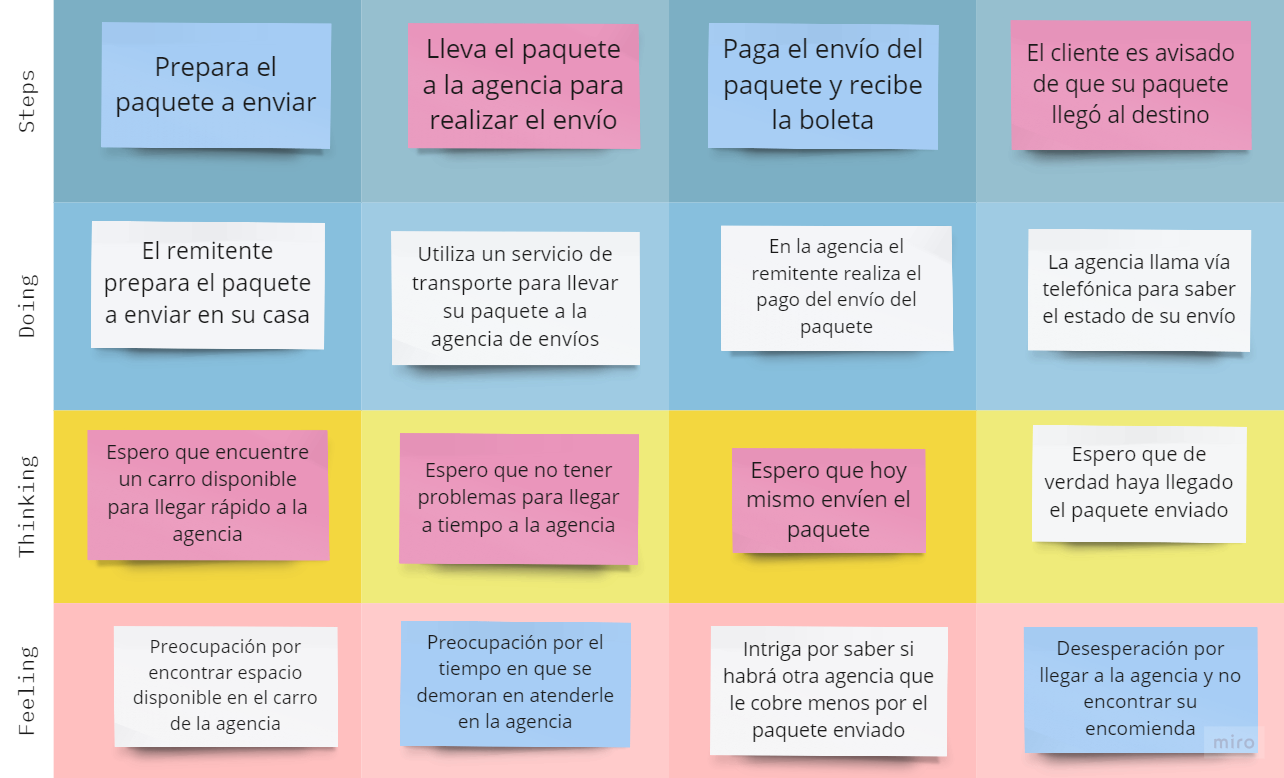 Steps
Prepara el
paquete a enviar
Lleva el paquete
a la agencia para
realizar el envío
Paga el envío del
paquete y recibe
la boleta
El cliente es avisado
de que su paquete
llegó al destino
Doing
El remitente
prepara el paquete
a enviar en su casa
Utiliza un servicio de
transporte para llevar
su paquete a la
agencia de envíos
En la agencia el
remitente realiza el
pago del envío del
paquete
La agencia llama vía
telefónica para saber
el estado de su envío
Thinking
Espero que encuentre
un carro disponible
para llegar rápido a la
agencia
Espero que no tener
problemas para llegar
a tiempo a la agencia
Espero que hoy
mismo envíen el
paquete
Espero que de
verdad haya llegado
el paquete enviado
Feeling
Preocupación por
encontrar espacio
disponible en el carro
de la agencia
Preocupación por el
tiempo en que se
demoran en atenderle
en la agencia
Intriga por saber si
habrá otra agencia que
le cobre menos por el
paquete enviado
Desesperación por
llegar a la agencia y no
encontrar su
encomienda
miro